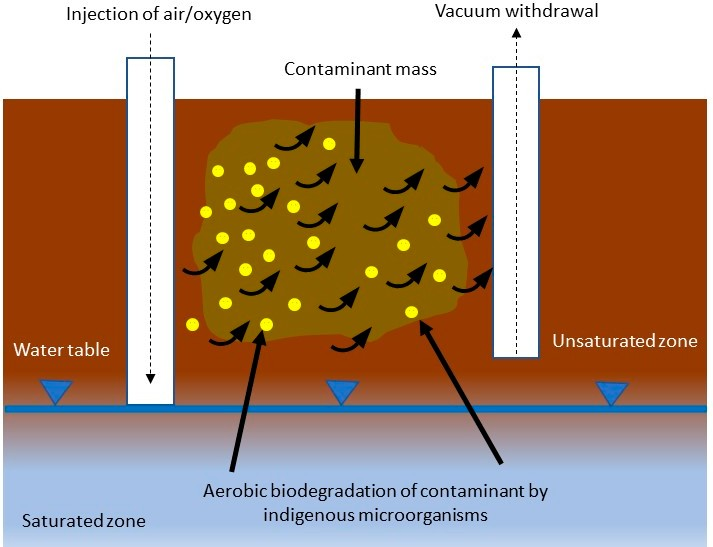 Injection of air/oxygen
Vacuum withdrawal
Contaminant mass
Water table
Unsaturated zone
Aerobic biodegradation of contaminant by
indigenous microorganisms
Saturated zone